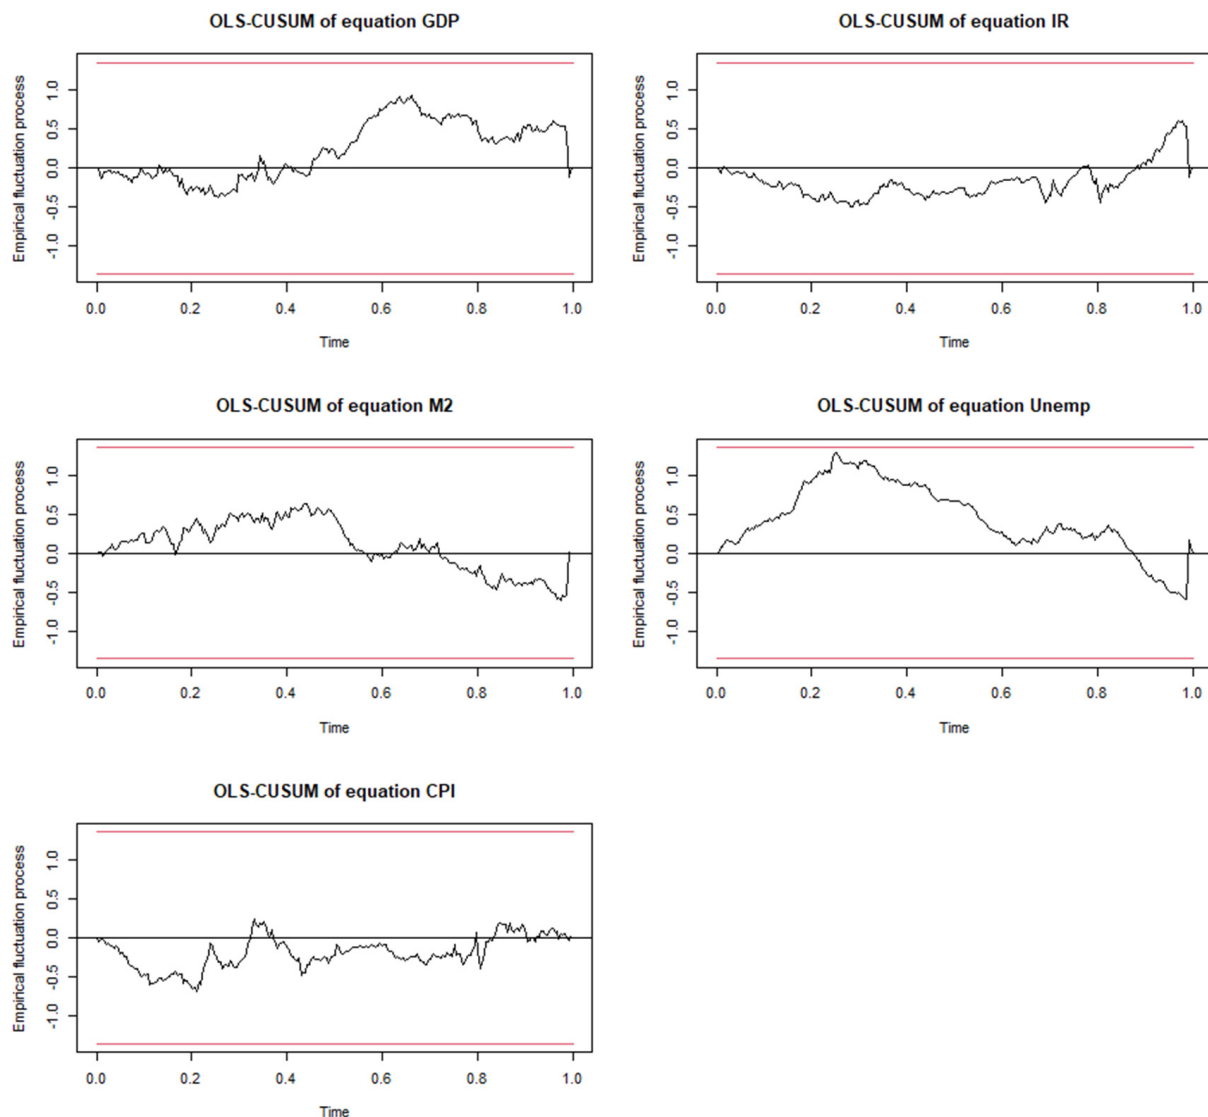 OLS-CUSUM of equation GDP
Empirical fluctuation process
1.0
0.5
0.0
-0.5
-1.0
0.0 0.2 0.4 0.6 0.8 1.0
Time
OLS-CUSUM of equation IR
Empirical fluctuation process
1.0
0.5
0.0
-0.5
-1.0
0.0 0.2 0.4 0.6 0.8 1.0
Time
OLS-CUSUM of equation M2
Empirical fluctuation process
1.0
0.5
0.0
-0.5
-1.0
0.0 0.2 0.4 0.6 0.8 1.0
Time
OLS-CUSUM of equation Unemp
Empirical fluctuation process
1.0
0.5
0.0
-0.5
-1.0
0.0 0.2 0.4 0.6 0.8 1.0
Time
OLS-CUSUM of equation CPI
Empirical fluctuation process
1.0
0.5
0.0
-0.5
-1.0
0.0 0.2 0.4 0.6 0.8 1.0
Time